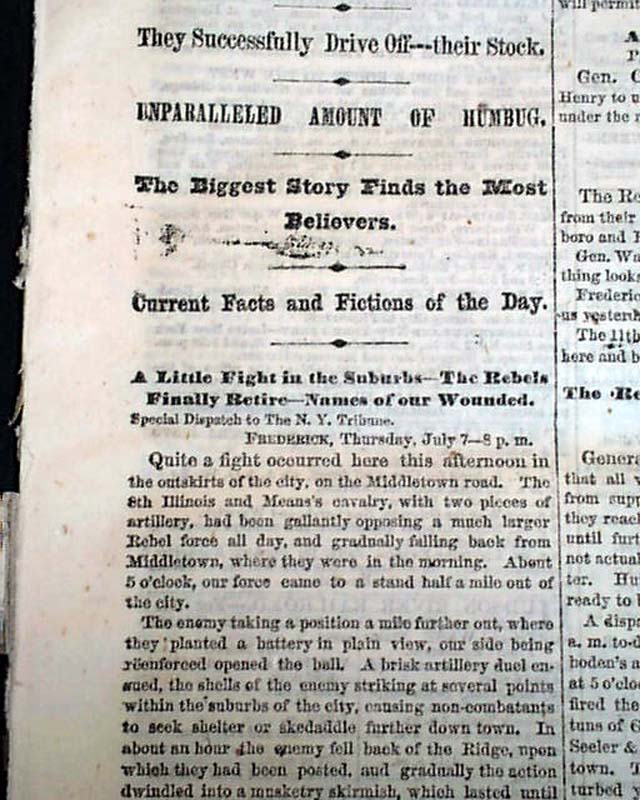 They Successfully Drive Off---their Stock.
UNPARALLELED AMOUNT OF HUMBUG.
The Biggest Story Finds the Most
Believers.
Current Facts and Fictions of the Day.
A Little Fight in the Suburbs—The Rebels
Finally Retire—Names of our Wounded.
Special Dispatch to The N. Y. Tribune.
FREDERICK, Thursday, July 7—8 p. m.
Quite a fight occurred here this afternoon in
the outskirts of the city, on the Middletown road. The
8th Illinois and Means's cavalry, with two pieces of
artillery, had been gallantly opposing a much larger
Rebel force all day, and gradually falling back from
Middletown, where they were in the morning. About
5 o'clock, our force came to a stand half a mile out of
the city.
The enemy taking a position a mile further out, where
they planted a battery in plain view, our side being
reënforced opened the ball. A brisk artillery duel en-
sued, the shells of the enemy striking at several points
within the suburbs of the city, causing non-combatants
to seek shelter or skedaddle further down town. In
about an hour the enemy fell back of the Ridge, upon
which they had been posted, and gradually the action
dwindled into a musketry skirmish, which lasted until
will permit
A
Gen.
Henry to
under the
The Re
from their
boro and
Gen. Wa
thing looks
Frederic
us yesterd
The 11th
here and b
The Re
Genera
that all
from supp
they reach
until furt
not actual
ter. Hu
ready to
A dispa
a. m. to-d
boden's a
at 5 o'cloc
fired the
tuns of
Seeler &
town. T
turbed